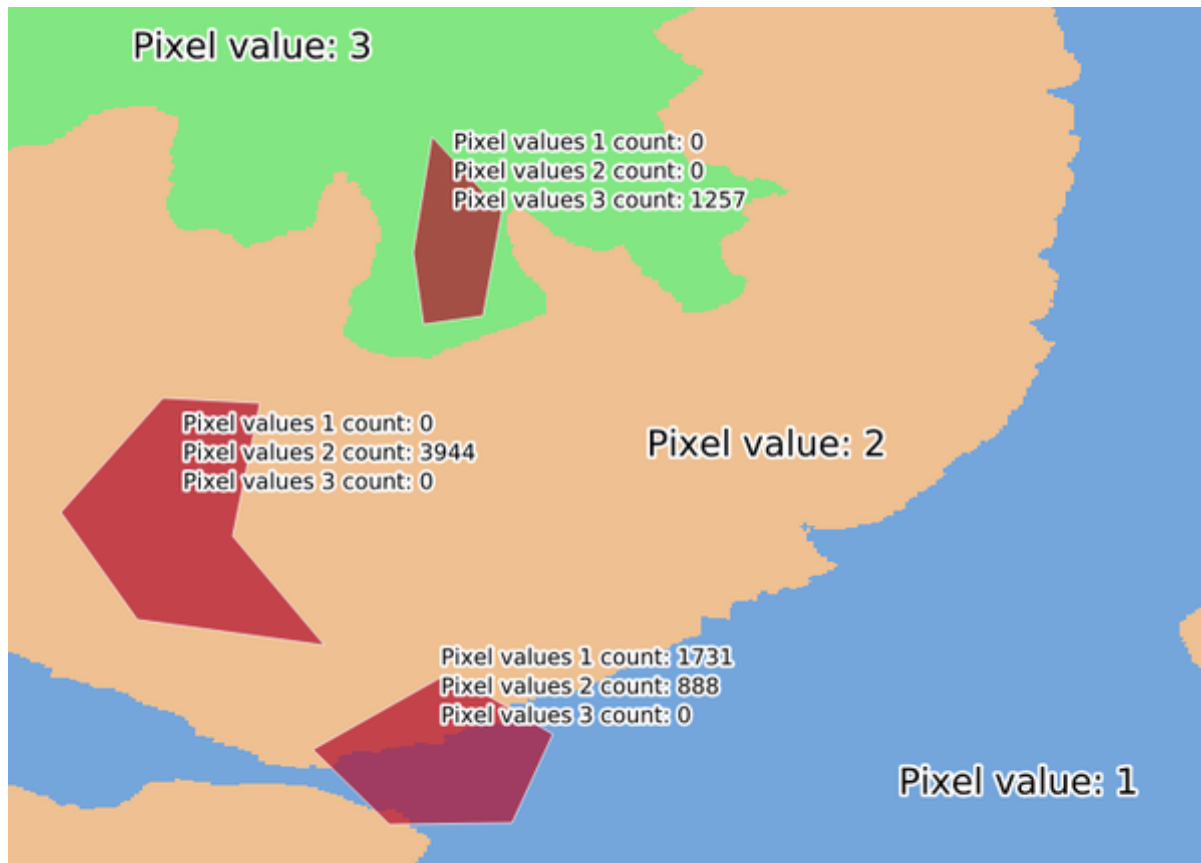 Pixel value: 3
Pixel values 1 count: 0
Pixel values 2 count: 0
Pixel values 3 count: 1257
Pixel values 1 count: 0
Pixel values 2 count: 3944
Pixel values 3 count: 0
Pixel value: 2
Pixel values 1 count: 1731
Pixel values 2 count: 888
Pixel values 3 count: 0
Pixel value: 1